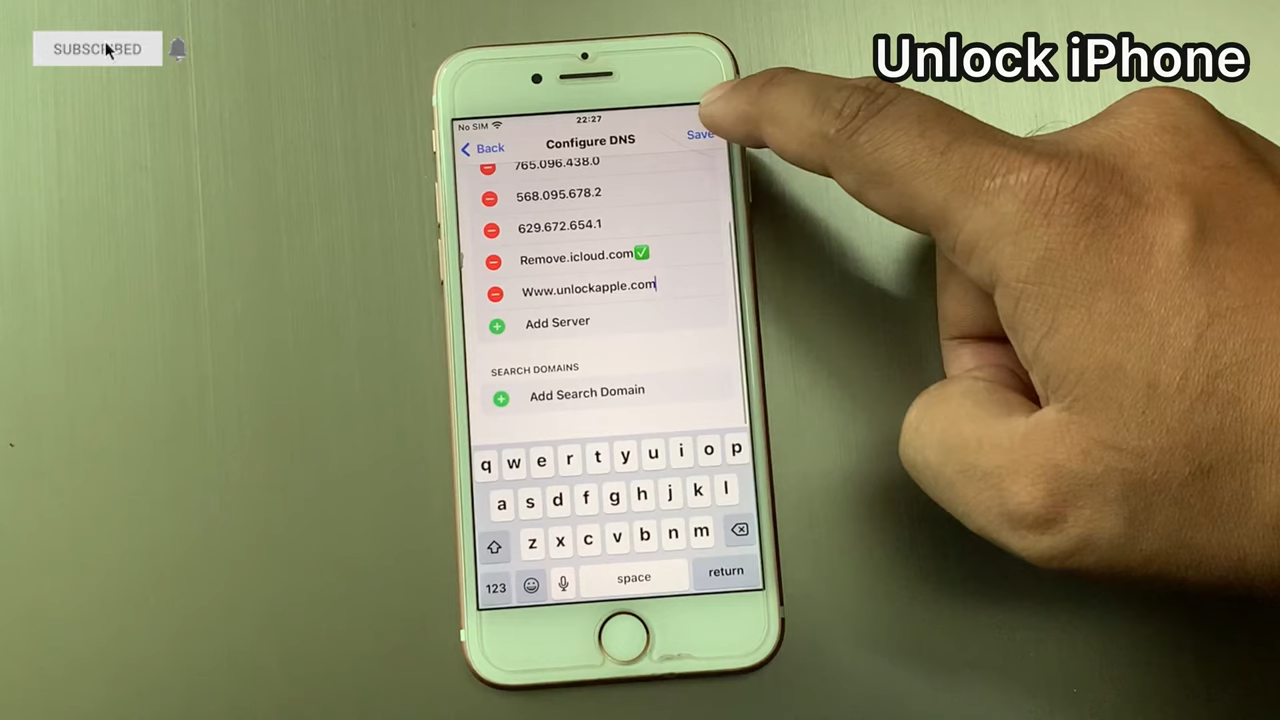 SUBSCRIBED
Unlock iPhone
No SIM
22:27
Back
Configure DNS
Save
765.096.438.0
568.095.678.2
629.672.654.1
Remove.icloud.com✅
Www.unlockapple.com
Add Server
SEARCH DOMAINS
Add Search Domain
q w e r t y u i o p
a s d f g h j k l
z x c v b n m
123
space
return